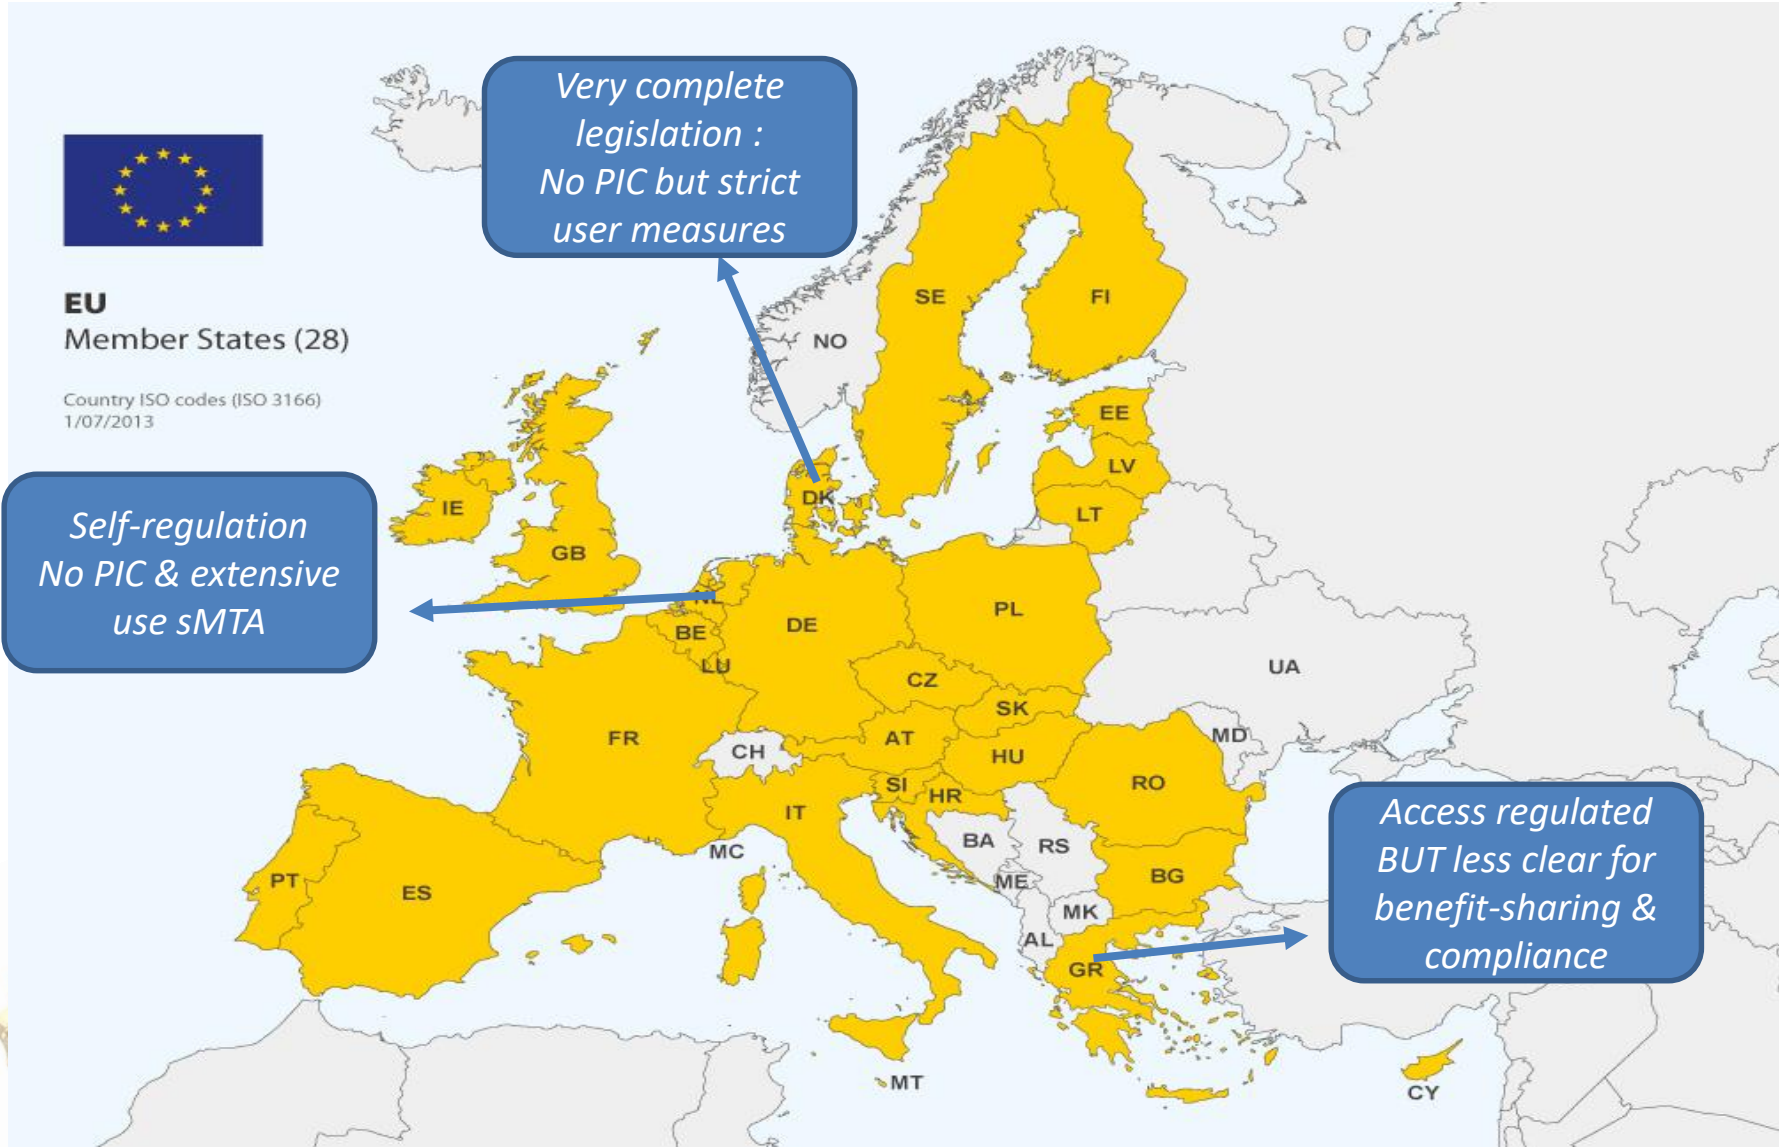 Very complete
legislation :
No PIC but strict
user measures
EU
Member States (28)
Country ISO codes (ISO 3166)
1/07/2013
Self-regulation
No PIC & extensive
use sMTA
Access regulated
BUT less clear for
benefit-sharing &
compliance
SE
FI
NO
EE
LV
LT
DK
IE
GB
NL
BE
LU
DE
PL
CZ
SK
UA
FR
CH
AT
HU
MD
SI
HR
RO
IT
MC
BA
RS
ME
BG
MK
AL
GR
PT
ES
MT
CY